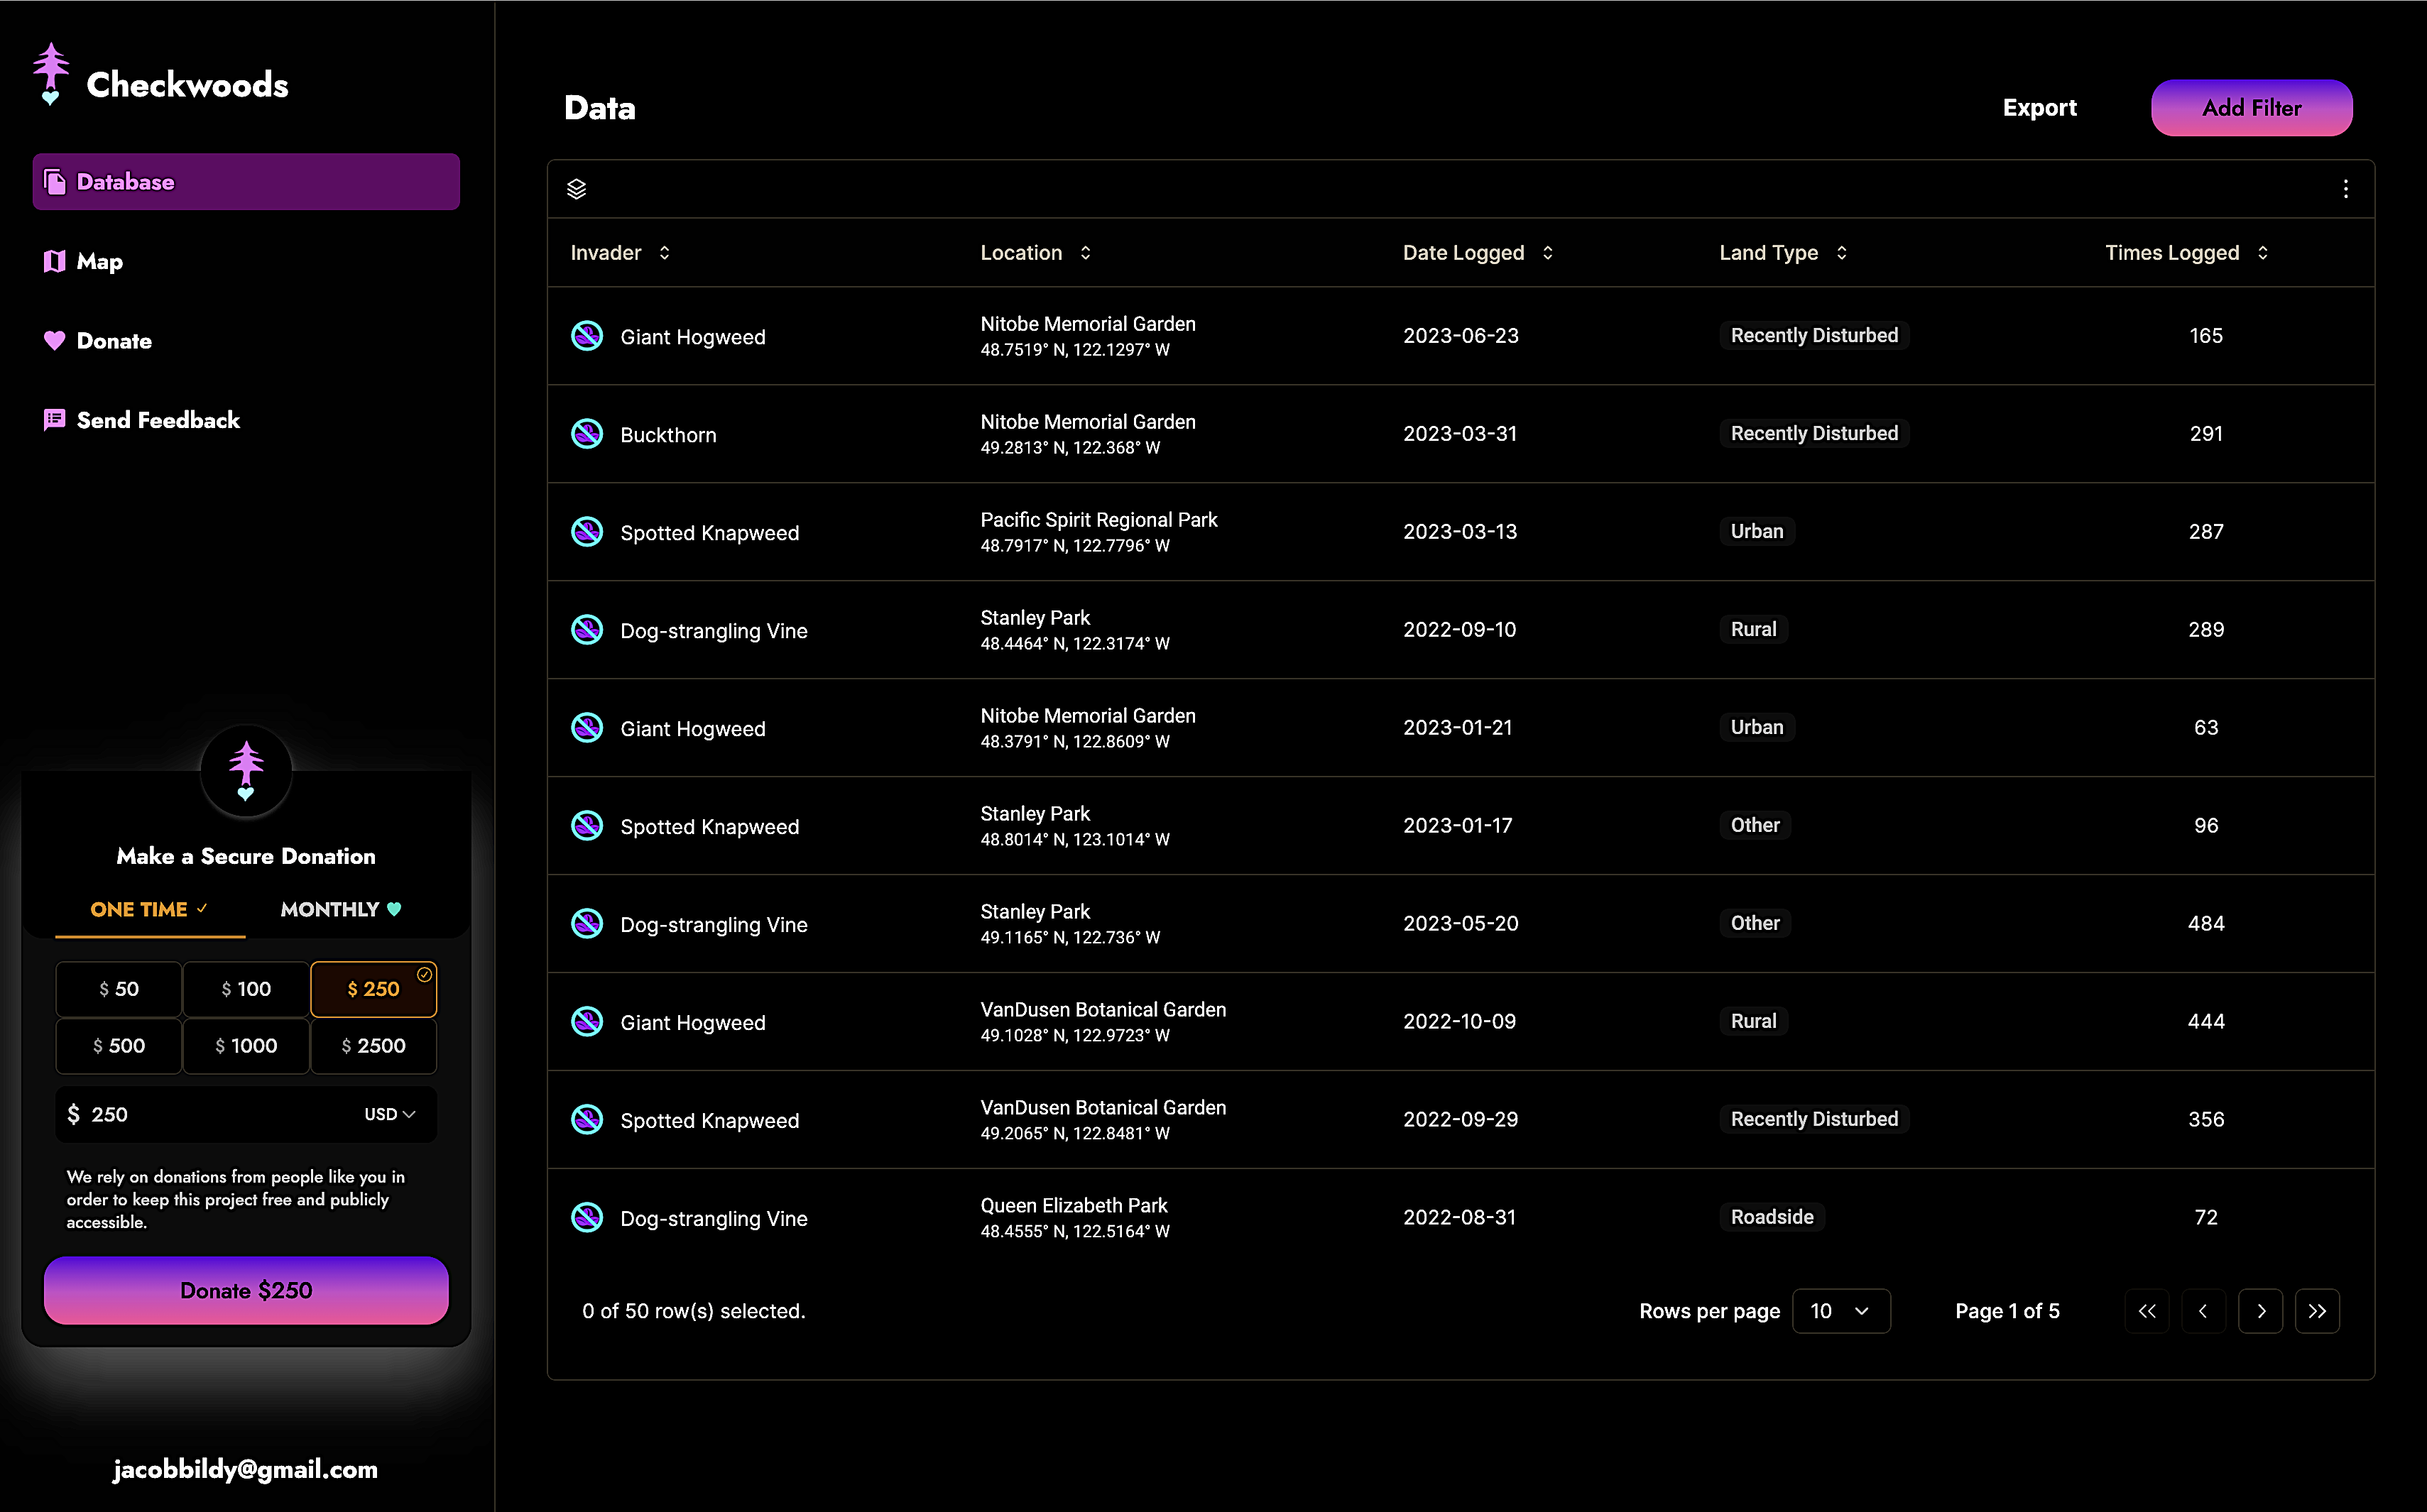 Checkwoods
Database
Map
Donate
Send Feedback
Make a Secure Donation
ONE TIME MONTHLY
$ 50 $ 100 $ 250
$ 500 $ 1000 $ 2500
$ 250 USD
We rely on donations from people like you in
order to keep this project free and publicly
accessible.
Donate $250
jacobbildy@gmail.com
Data Export Add Filter
Invader Location Date Logged Land Type Times Logged
Giant Hogweed Nitobe Memorial Garden 2023-06-23 Recently Disturbed 165
48.7519° N, 122.1297° W
Buckthorn Nitobe Memorial Garden 2023-03-31 Recently Disturbed 291
49.2813° N, 122.368° W
Spotted Knapweed Pacific Spirit Regional Park 2023-03-13 Urban 287
48.7917° N, 122.7796° W
Dog-strangling Vine Stanley Park 2022-09-10 Rural 289
48.4464° N, 122.3174° W
Giant Hogweed Nitobe Memorial Garden 2023-01-21 Urban 63
48.3791° N, 122.8609° W
Spotted Knapweed Stanley Park 2023-01-17 Other 96
48.8014° N, 123.1014° W
Dog-strangling Vine Stanley Park 2023-05-20 Other 484
49.1165° N, 122.736° W
Giant Hogweed VanDusen Botanical Garden 2022-10-09 Rural 444
49.1028° N, 122.9723° W
Spotted Knapweed VanDusen Botanical Garden 2022-09-29 Recently Disturbed 356
49.2065° N, 122.8481° W
Dog-strangling Vine Queen Elizabeth Park 2022-08-31 Roadside 72
48.4555° N, 122.5164° W
0 of 50 row(s) selected. Rows per page 10 Page 1 of 5